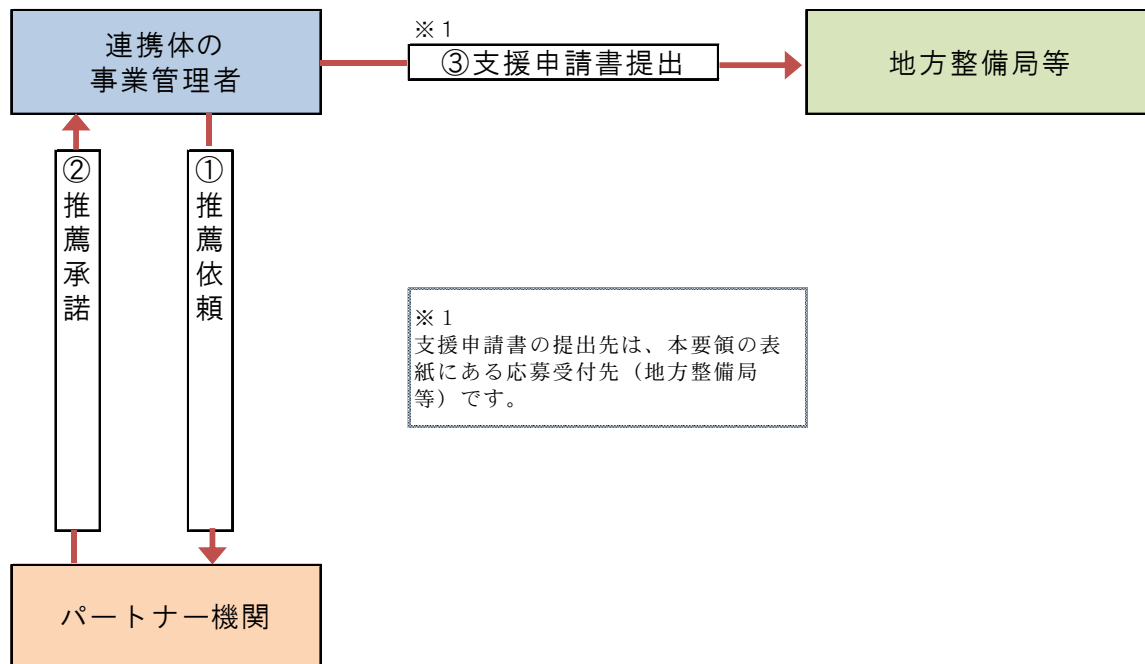 連携体の
事業管理者
※1
③支援申請書提出
地方整備局等
②推薦承諾
①推薦依頼
※1
支援申請書の提出先は、本要領の表
紙にある応募受付先（地方整備局
等）です。
パートナー機関